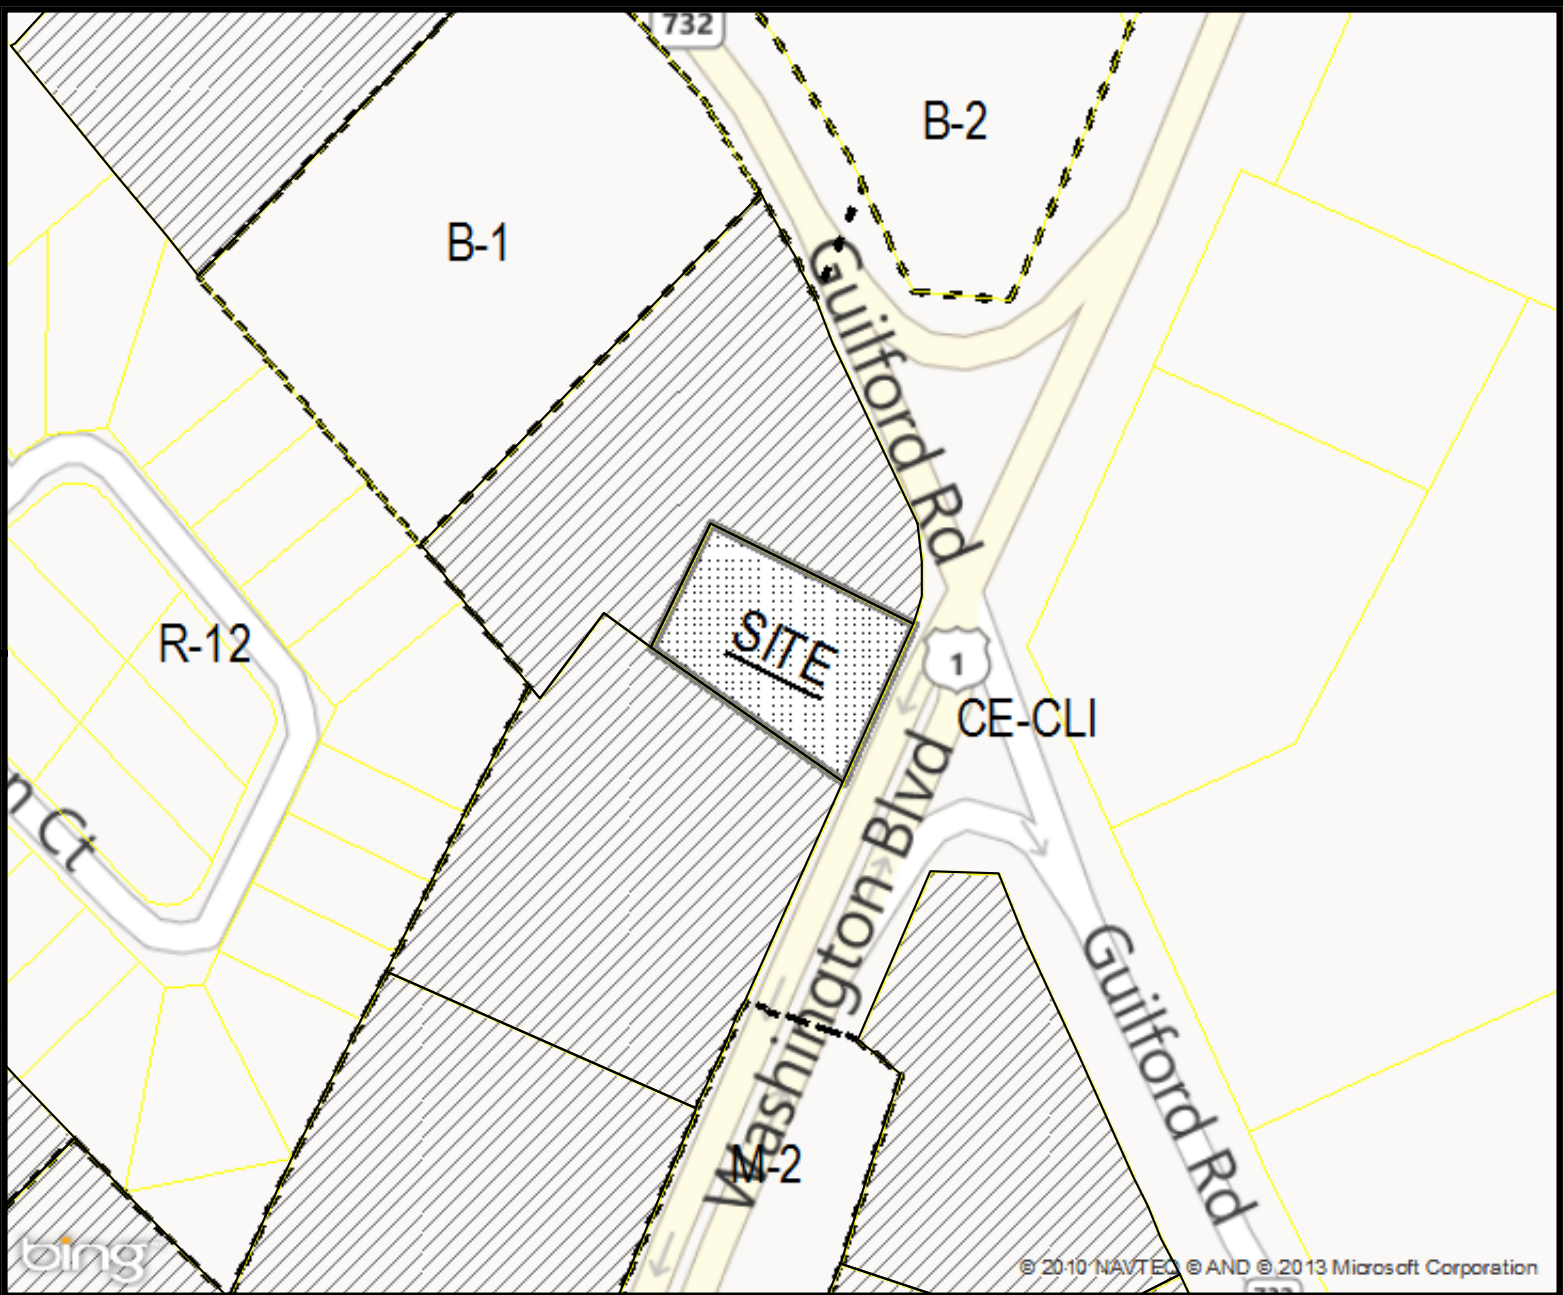 732
B-2
B-1
Guilford Rd
SITE
R-12
1
CE-CLI
n Ct
Washington Blvd
Guilford Rd
M-2
bing
© 2010 NAVTEQ © AND © 2013 Microsoft Corporation